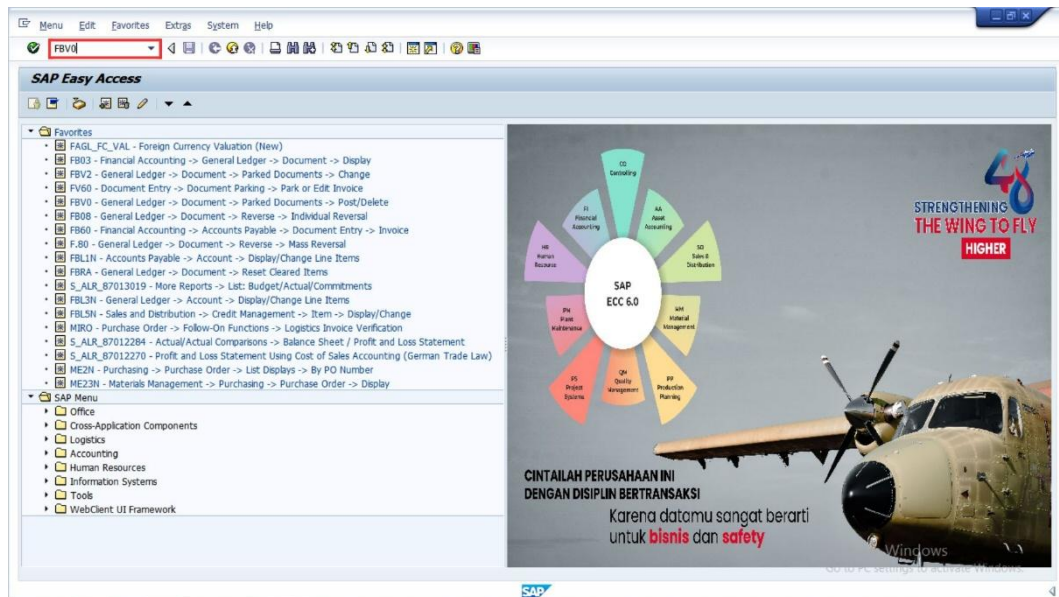 Menu Edit Favorites Extras System Help
FBV0
SAP Easy Access
Favorites
FAGL_FC_VAL - Foreign Currency Valuation (New)
FB03 - Financial Accounting -> General Ledger -> Document -> Display
FBV2 - General Ledger -> Document -> Parked Documents -> Change
FV60 - Document Entry -> Document Parking -> Park or Edit Invoice
FBV0 - General Ledger -> Document -> Parked Documents -> Post/Delete
FB08 - General Ledger -> Document -> Reverse -> Individual Reversal
FB60 - Financial Accounting -> Accounts Payable -> Document Entry -> Invoice
F.80 - General Ledger -> Document -> Reverse -> Mass Reversal
FBL1N - Accounts Payable -> Account -> Display/Change Line Items
FBRA - General Ledger -> Document -> Reset Cleared Items
S_ALR_87013019 - More Reports -> List: Budget/Actual/Commitments
FBL3N - General Ledger -> Account -> Display/Change Line Items
FBL5N - Sales and Distribution -> Credit Management -> Item -> Display/Change
MIRO - Purchase Order -> Follow-On Functions -> Logistics Invoice Verification
S_ALR_87012284 - Actual/Actual Comparisons -> Balance Sheet / Profit and Loss Statement
S_ALR_87012270 - Profit and Loss Statement Using Cost of Sales Accounting (German Trade Law)
ME2N - Purchasing -> Purchase Order -> List Displays -> By PO Number
ME23N - Materials Management -> Purchasing -> Purchase Order -> Display
SAP Menu
Office
Cross-Application Components
Logistics
Accounting
Human Resources
Information Systems
Tools
WebClient UI Framework
CO
Controlling
FI
Financial
Accounting
AA
Asset
Accounting
HR
Human
Resource
SD
Sales &
Distribution
SAP
ECC 6.0
PM
Plant
Maintenance
MM
Material
Management
PS
Project
Systems
QM
Quality
Management
PP
Production
Planning
48
STRENGTHENING
THE WING TO FLY
HIGHER
CINTAILAH PERUSAHAAN INI
DENGAN DISIPLIN BERTRANSAKSI
Karena datamu sangat berarti
untuk bisnis dan safety
Windows
Go to PC settings to activate Windows.
SAP